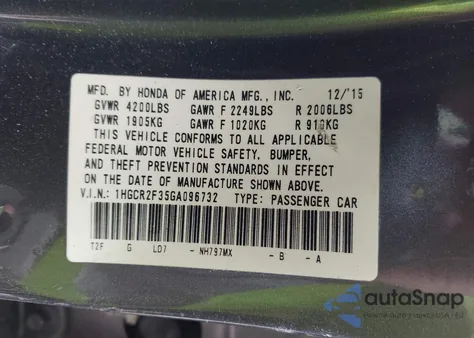 MFD. BY HONDA OF AMERICA MFG., INC. 12/'15
GVWR 4200LBS GAWR F 2249LBS R 2006LBS
GVWR 1905KG GAWR F 1020KG R 910KG
THIS VEHICLE CONFORMS TO ALL APPLICABLE
FEDERAL MOTOR VEHICLE SAFETY, BUMPER,
AND THEFT PREVENTION STANDARDS IN EFFECT
ON THE DATE OF MANUFACTURE SHOWN ABOVE.
V.I.N.: 1HGCR2F35GA096732 TYPE: PASSENGER CAR
T2F G LD7 - NH797MX - B - A
autoSnap